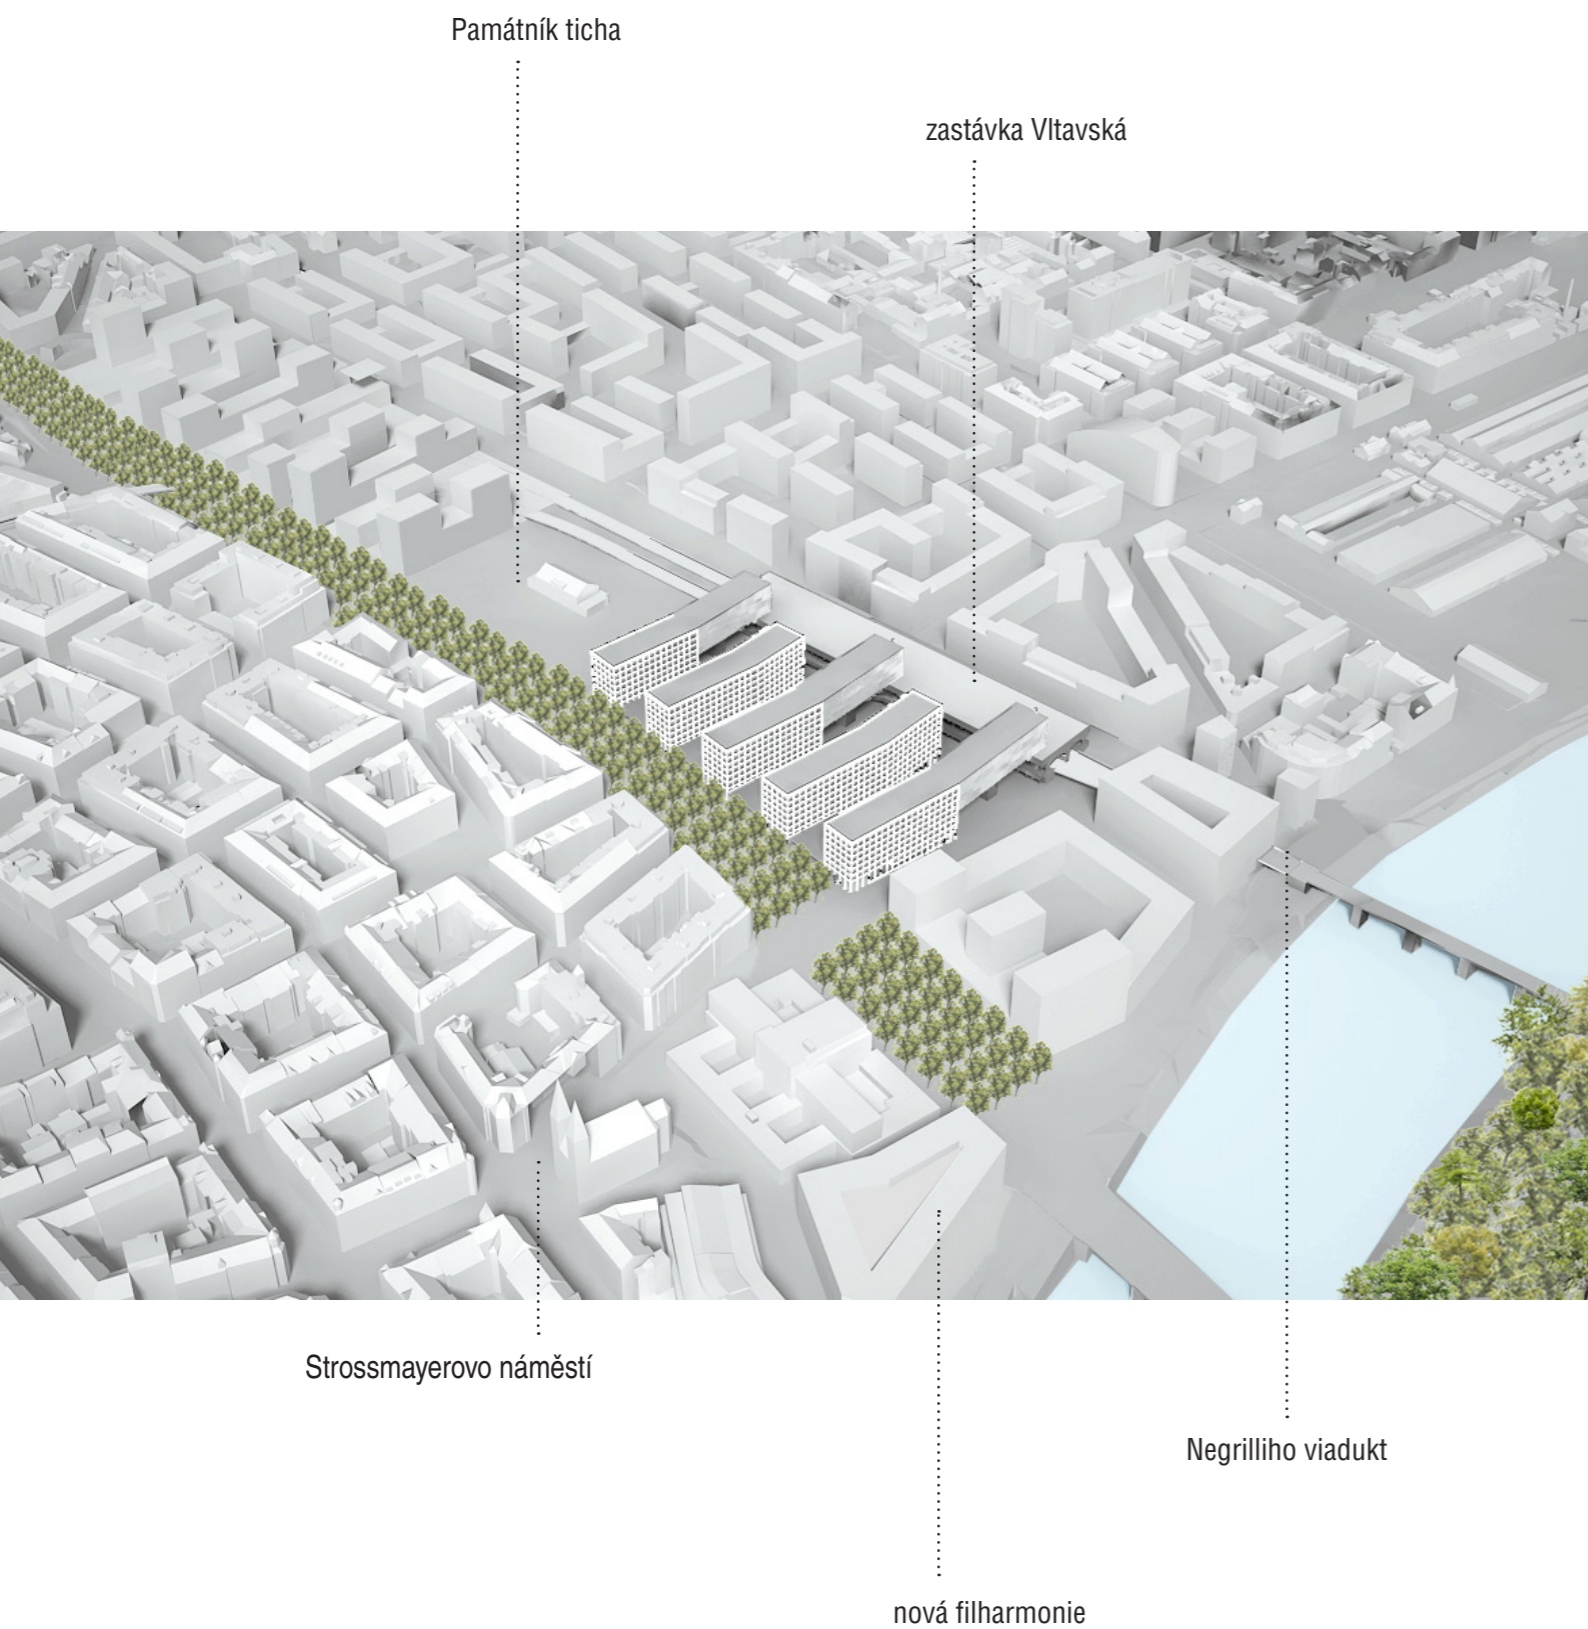 Památník ticha
zastávka Vltavská
Strossmayerovo náměstí
Negrilliho viadukt
nová filharmonie